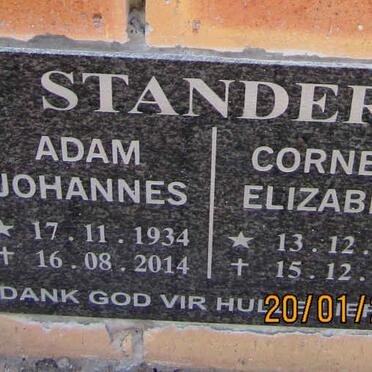 STANDER
ADAM
JOHANNES
★ 17.11.1934
✝ 16.08.2014
CORNE
ELIZAB
★ 13.12.
✝ 15.12.
DANK GOD VIR HUL
20/01/